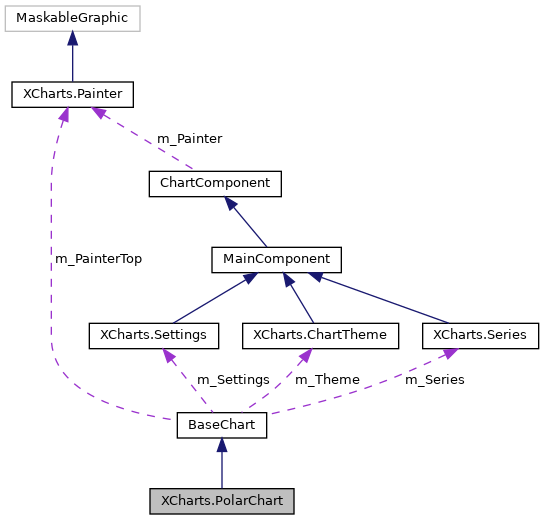 MaskableGraphic
XCharts.Painter
m_Painter
ChartComponent
m_PainterTop
MainComponent
XCharts.Settings
XCharts.ChartTheme
XCharts.Series
m_Settings
m_Theme
m_Series
BaseChart
XCharts.PolarChart